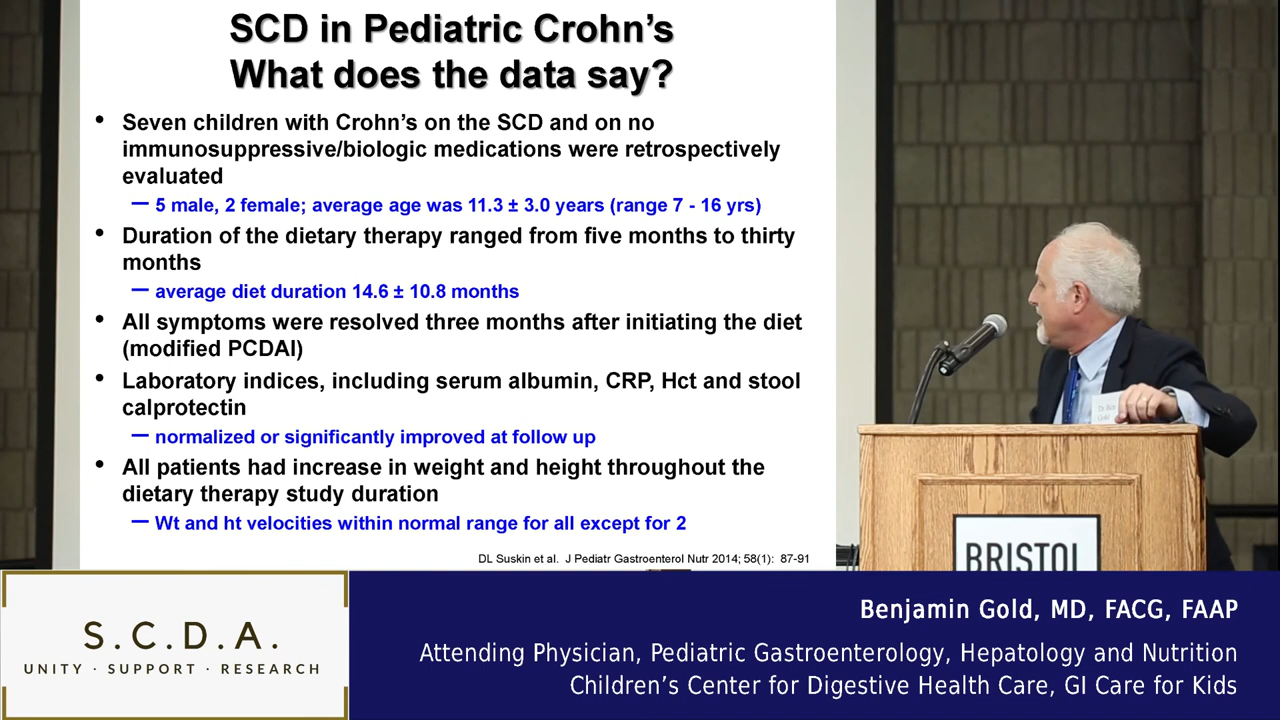 SCD in Pediatric Crohn's
What does the data say?
• Seven children with Crohn's on the SCD and on no
immunosuppressive/biologic medications were retrospectively
evaluated
– 5 male, 2 female; average age was 11.3 ± 3.0 years (range 7 - 16 yrs)
• Duration of the dietary therapy ranged from five months to thirty
months
– average diet duration 14.6 ± 10.8 months
• All symptoms were resolved three months after initiating the diet
(modified PCDAI)
• Laboratory indices, including serum albumin, CRP, Hct and stool
calprotectin
– normalized or significantly improved at follow up
• All patients had increase in weight and height throughout the
dietary therapy study duration
– Wt and ht velocities within normal range for all except for 2
DL Suskin et al. J Pediatr Gastroenterol Nutr 2014; 58(1): 87-91
BRISTOL
S.C.D.A.
UNITY · SUPPORT · RESEARCH
Benjamin Gold, MD, FACG, FAAP
Attending Physician, Pediatric Gastroenterology, Hepatology and Nutrition
Children's Center for Digestive Health Care, GI Care for Kids